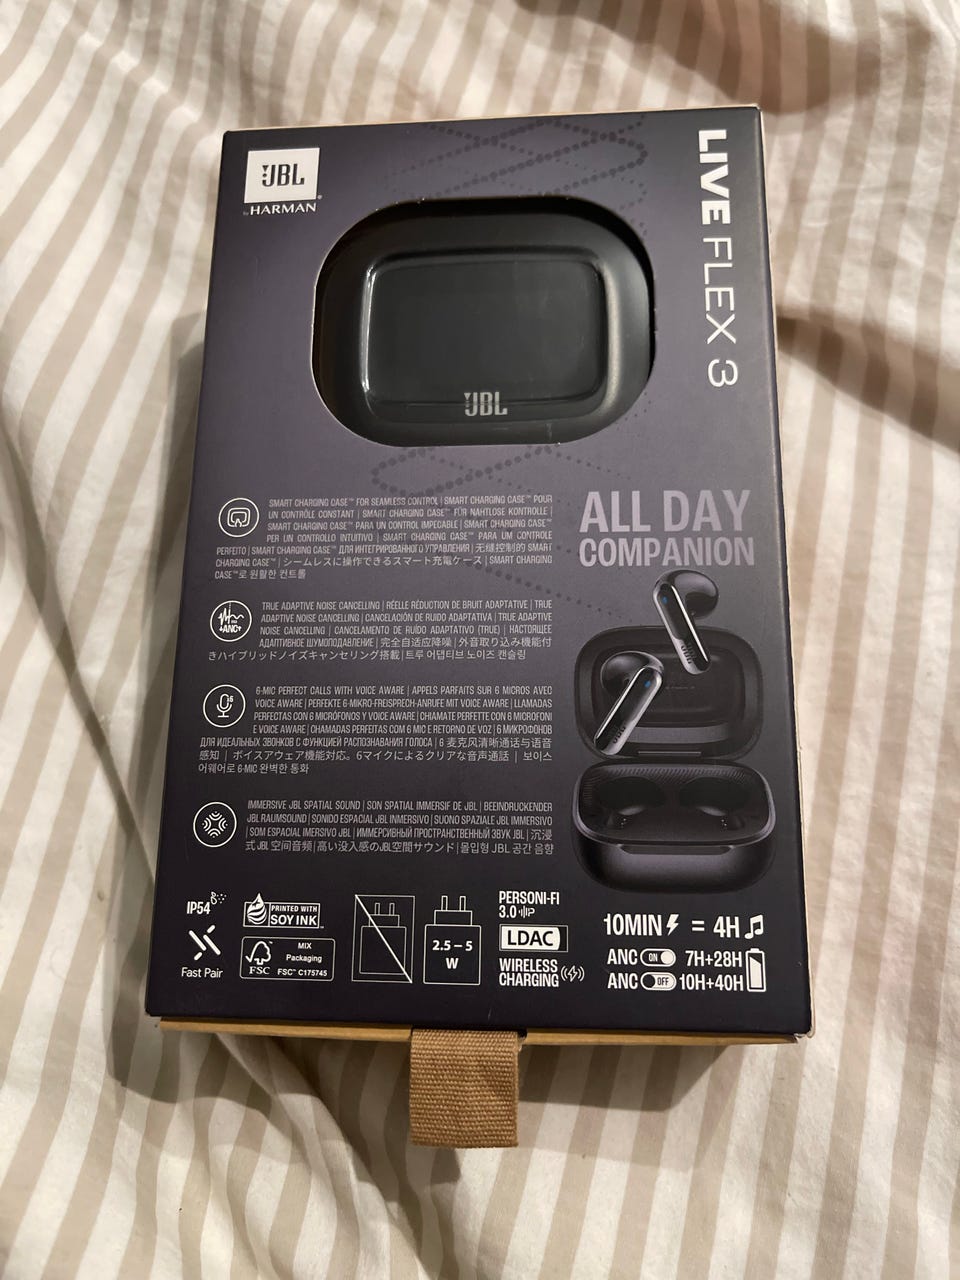 JBL
by HARMAN
LIVE FLEX 3
JBL
SMART CHARGING CASE™ FOR SEAMLESS CONTROL | SMART CHARGING CASE™ POUR
UN CONTRÔLE CONSTANT | SMART CHARGING CASE™ FÜR NAHTLOSE KONTROLLE |
SMART CHARGING CASE™ PARA UN CONTROL IMPECABLE | SMART CHARGING CASE™
PER UN CONTROLLO INTUITIVO | SMART CHARGING CASE™ PARA UM CONTROLE
PERFEITO | SMART CHARGING CASE™ ДЛЯ ИНТЕГРИРОВАННОГО УПРАВЛЕНИЯ | 无缝控制的 SMART
CHARGING CASE™ | シームレスに操作できるスマート充電ケース | SMART CHARGING
CASE™로 원활한 컨트롤
ALL DAY
COMPANION
+ANC+
TRUE ADAPTIVE NOISE CANCELLING | RÉELLE RÉDUCTION DE BRUIT ADAPTATIVE | TRUE
ADAPTIVE NOISE CANCELLING | CANCELACIÓN DE RUIDO ADAPTATIVA | TRUE ADAPTIVE
NOISE CANCELLING | CANCELAMENTO DE RUÍDO ADAPTATIVO (TRUE) | НАСТОЯЩЕЕ
АДАПТИВНОЕ ШУМОПОДАВЛЕНИЕ | 完全自适应降噪 | 外音取り込み機能付
きハイブリッドノイズキャンセリング搭載 | 트루 어댑티브 노이즈 캔슬링
6
6-MIC PERFECT CALLS WITH VOICE AWARE | APPELS PARFAITS SUR 6 MICROS AVEC
VOICE AWARE | PERFEKTE 6-MIKRO-FREISPRECH-ANRUFE MIT VOICE AWARE | LLAMADAS
PERFECTAS CON 6 MICRÓFONOS Y VOICE AWARE | CHIAMATE PERFETTE CON 6 MICROFONI
E VOICE AWARE | CHAMADAS PERFEITAS COM 6 MIC E RETORNO DE VOZ | 6 МИКРОФОНОВ
ДЛЯ ИДЕАЛЬНЫХ ЗВОНКОВ С ФУНКЦИЕЙ РАСПОЗНАВАНИЯ ГОЛОСА | 6 麦克风清晰通话与语音
感知 | ボイスアウェア機能対応。6マイクによるクリアな音声通話 | 보이스
어웨어로 6-MIC 완벽한 통화
JBL
JBL
IMMERSIVE JBL SPATIAL SOUND | SON SPATIAL IMMERSIF DE JBL | BEEINDRUCKENDER
JBL RAUMSOUND | SONIDO ESPACIAL JBL INMERSIVO | SUONO SPAZIALE JBL IMMERSIVO
| SOM ESPACIAL IMERSIVO JBL | ИММЕРСИВНЫЙ ПРОСТРАНСТВЕННЫЙ ЗВУК JBL | 沉浸
式 JBL 空间音频 | 高い没入感のJBL空間サウンド | 몰입형 JBL 공간 음향
IP54
Fast Pair
PRINTED WITH
SOY INK™
FSC
MIX
Packaging
FSC™ C175745
2.5 – 5
W
PERSONI-FI
3.0
LDAC
WIRELESS
CHARGING
10MIN = 4H
ANC ON 7H+28H
ANC OFF 10H+40H